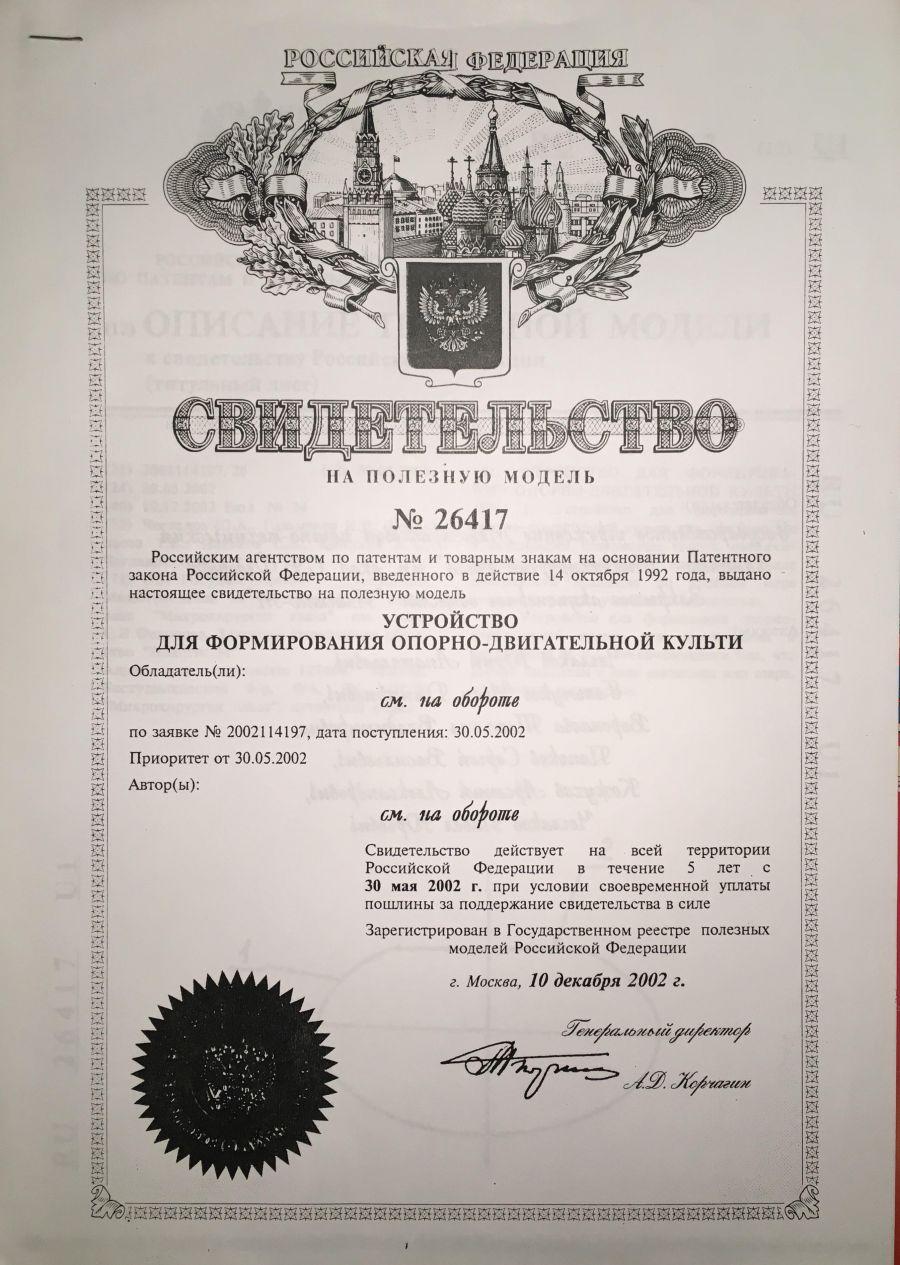 РОССИЙСКАЯ ФЕДЕРАЦИЯ
СВИДЕТЕЛЬСТВО
НА ПОЛЕЗНУЮ МОДЕЛЬ
№ 26417
Российским агентством по патентам и товарным знакам на основании Патентного
закона Российской Федерации, введенного в действие 14 октября 1992 года, выдано
настоящее свидетельство на полезную модель
УСТРОЙСТВО
ДЛЯ ФОРМИРОВАНИЯ ОПОРНО-ДВИГАТЕЛЬНОЙ КУЛЬТИ
Обладатель(ли):
см. на обороте
по заявке № 2002114197, дата поступления: 30.05.2002
Приоритет от 30.05.2002
Автор(ы):
см. на обороте
Свидетельство действует на всей территории
Российской Федерации в течение 5 лет с
30 мая 2002 г. при условии своевременной уплаты
пошлины за поддержание свидетельства в силе
Зарегистрирован в Государственном реестре полезных
моделей Российской Федерации
г. Москва, 10 декабря 2002 г.
Генеральный директор
А.Д. Корчагин